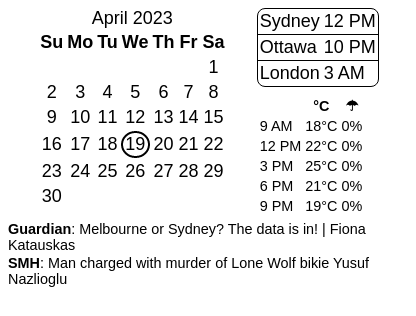 April 2023
Su Mo Tu We Th Fr Sa
1
2 3 4 5 6 7 8
9 10 11 12 13 14 15
16 17 18 19 20 21 22
23 24 25 26 27 28 29
30
Sydney 12 PM
Ottawa 10 PM
London 3 AM
°C ☂
9 AM 18°C 0%
12 PM 22°C 0%
3 PM 25°C 0%
6 PM 21°C 0%
9 PM 19°C 0%
Guardian: Melbourne or Sydney? The data is in! | Fiona
Katauskas
SMH: Man charged with murder of Lone Wolf bikie Yusuf
Nazlioglu